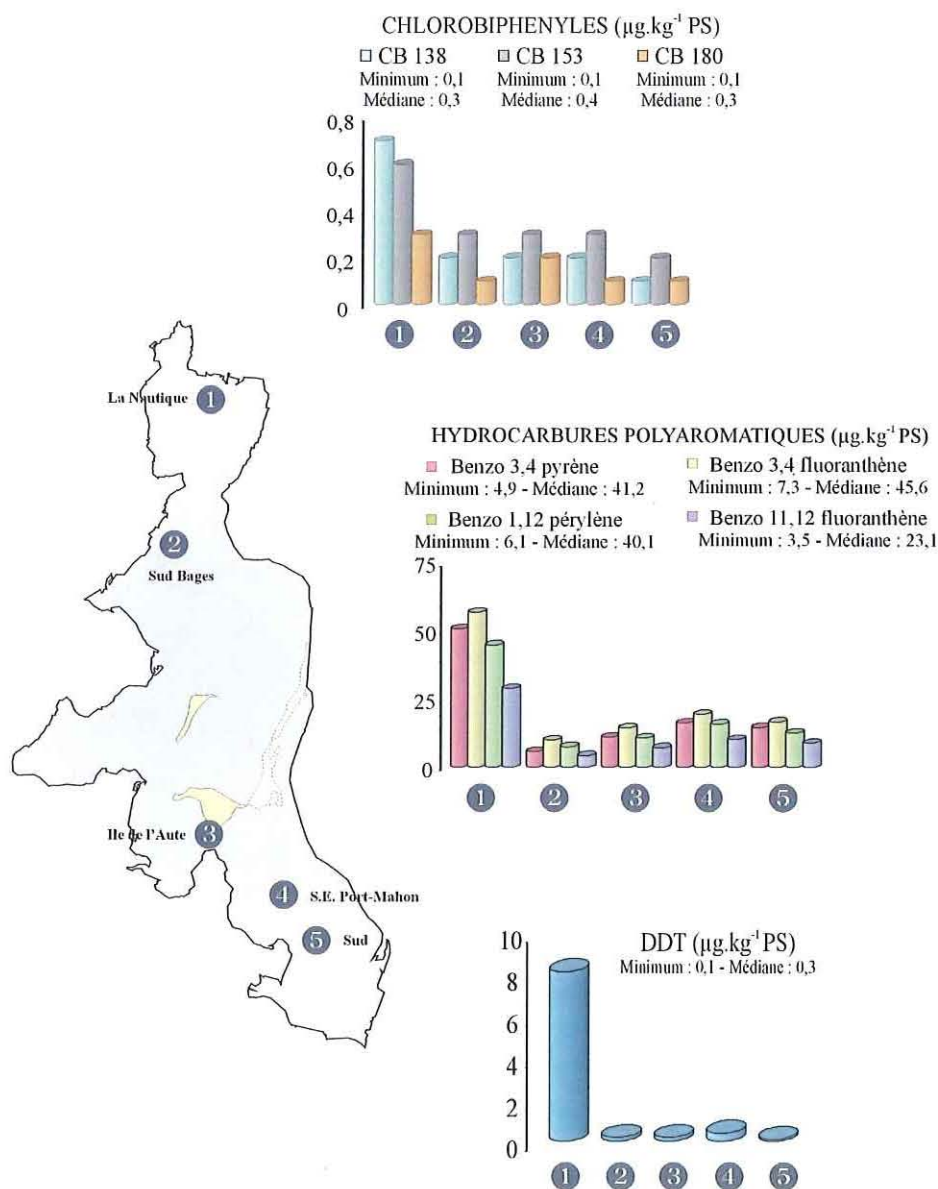 CHLOROBIPHENYLES (µg.kg⁻¹ PS)
CB 138 CB 153 CB 180
Minimum : 0,1 Minimum : 0,1 Minimum : 0,1
Médiane : 0,3 Médiane : 0,4 Médiane : 0,3
0,8
0,6
0,4
0,2
0
1 2 3 4 5
La Nautique 1
2
Sud Bages
Ile de l'Aute 3
4 S.E. Port-Mahon
5 Sud
HYDROCARBURES POLYAROMATIQUES (µg.kg⁻¹ PS)
Benzo 3,4 pyrène Benzo 3,4 fluoranthène
Minimum : 4,9 - Médiane : 41,2 Minimum : 7,3 - Médiane : 45,6
Benzo 1,12 pérylène Benzo 11,12 fluoranthène
Minimum : 6,1 - Médiane : 40,1 Minimum : 3,5 - Médiane : 23,1
75
50
25
0
1 2 3 4 5
DDT (µg.kg⁻¹ PS)
Minimum : 0,1 - Médiane : 0,3
10
8
6
4
2
0
1 2 3 4 5